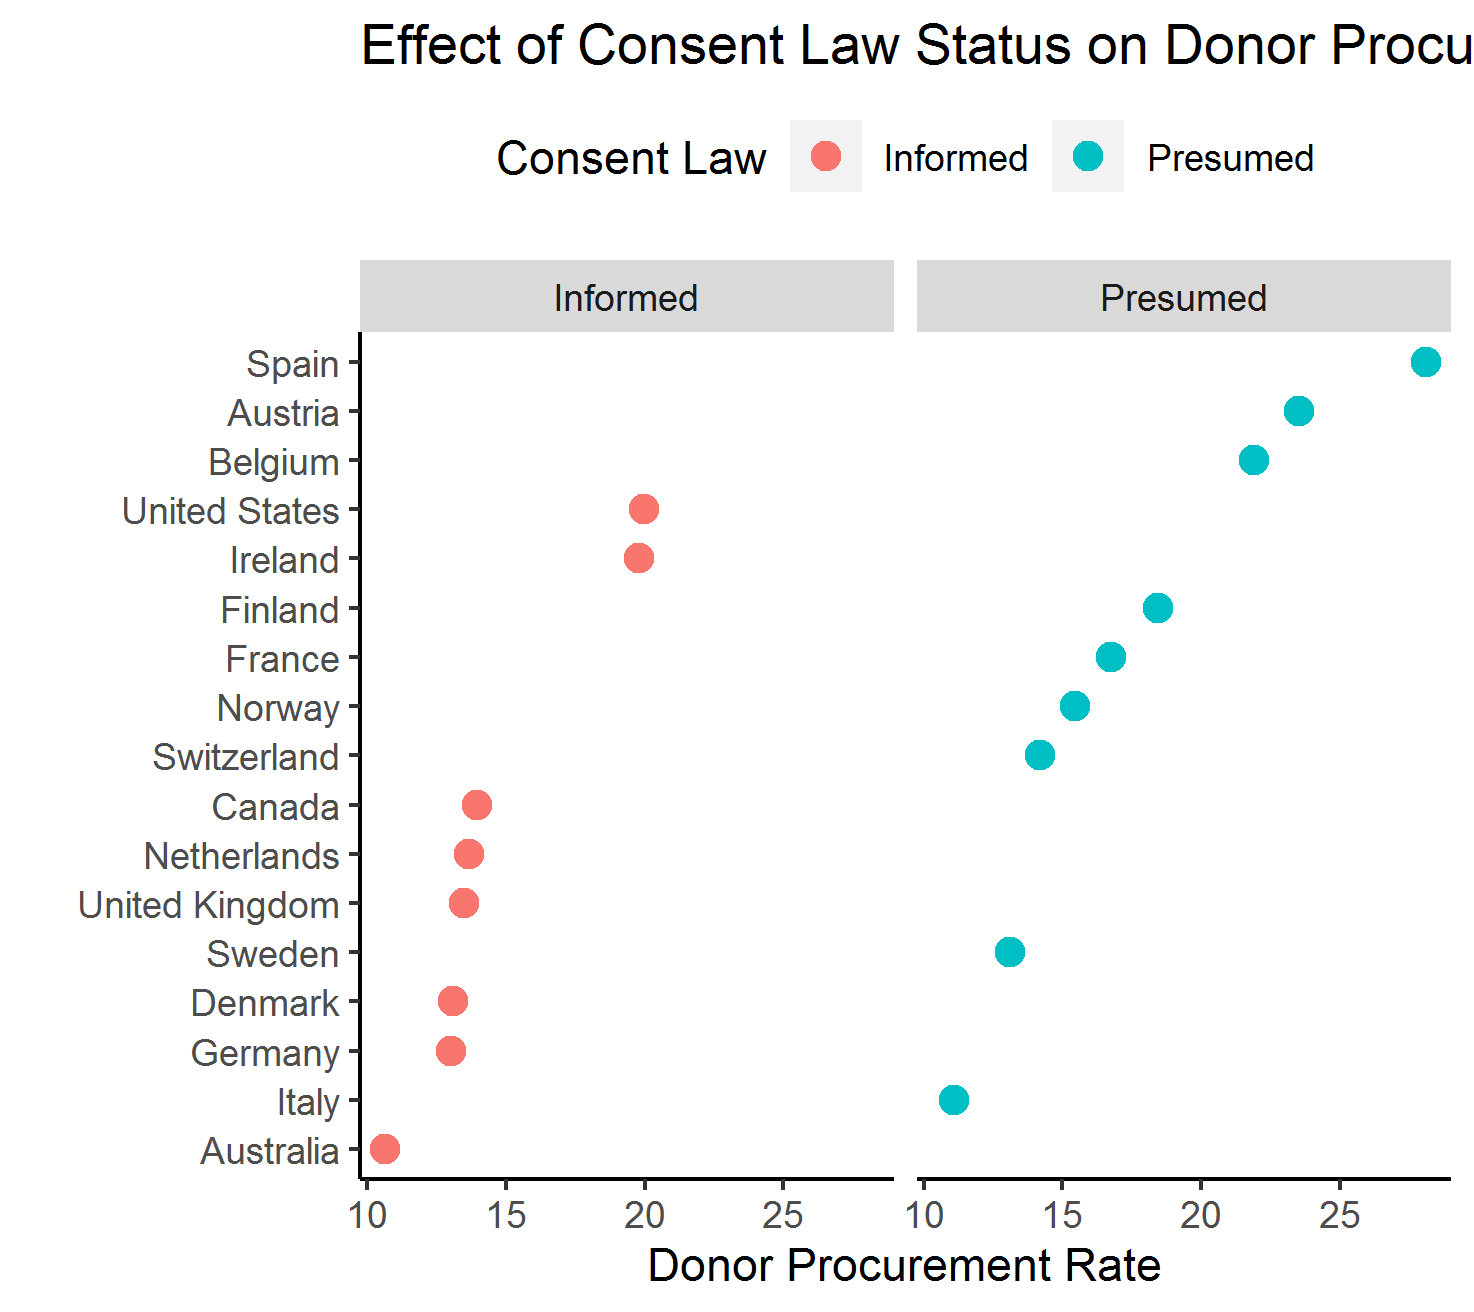 Effect of Consent Law Status on Donor Procu
Consent Law Informed Presumed
Informed Presumed
Spain
Austria
Belgium
United States
Ireland
Finland
France
Norway
Switzerland
Canada
Netherlands
United Kingdom
Sweden
Denmark
Germany
Italy
Australia
10 15 20 25 10 15 20 25
Donor Procurement Rate